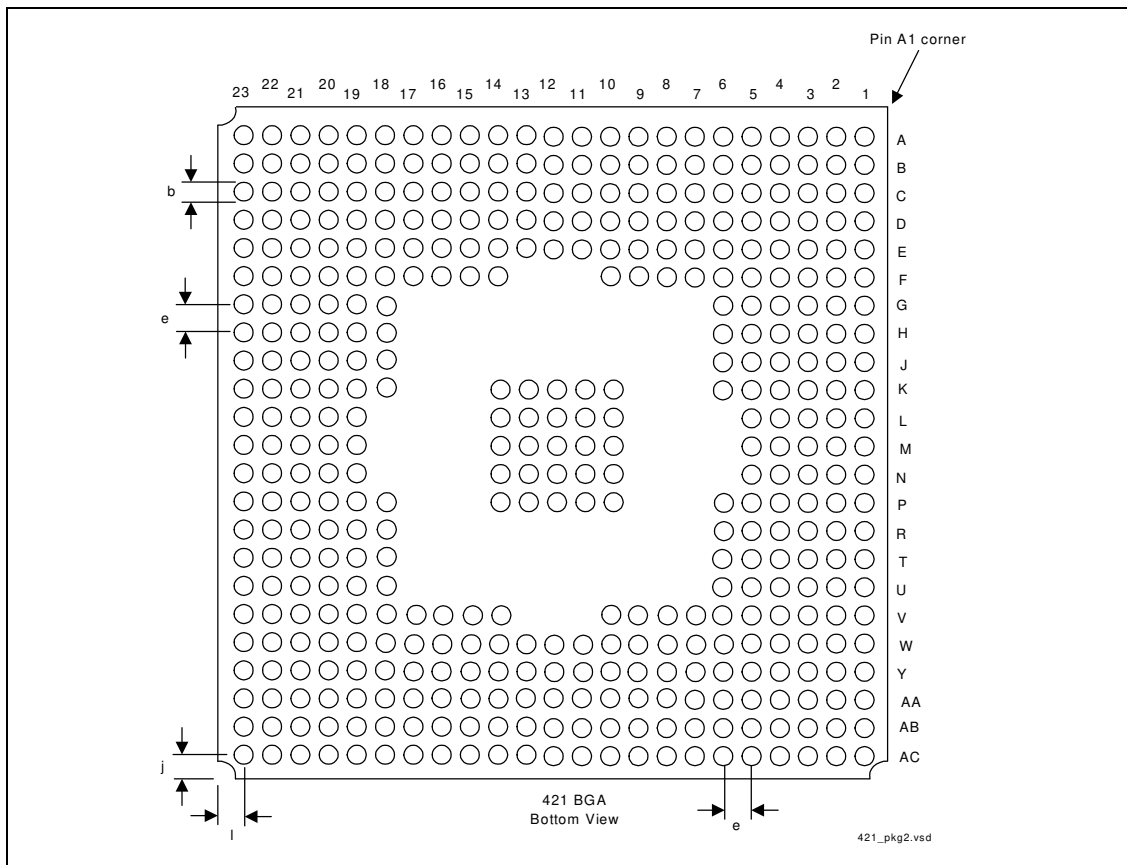 Pin A1 corner
23 22 21 20 19 18 17 16 15 14 13 12 11 10 9 8 7 6 5 4 3 2 1
A
B
b
C
D
E
F
e
G
H
J
K
L
M
N
P
R
T
U
V
W
Y
AA
AB
j
AC
l
421 BGA
Bottom View
e
421_pkg2.vsd